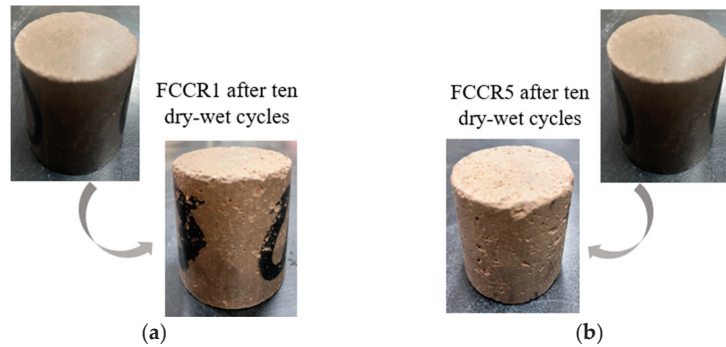 FCCR1 after ten
dry-wet cycles
FCCR5 after ten
dry-wet cycles
(a)
(b)